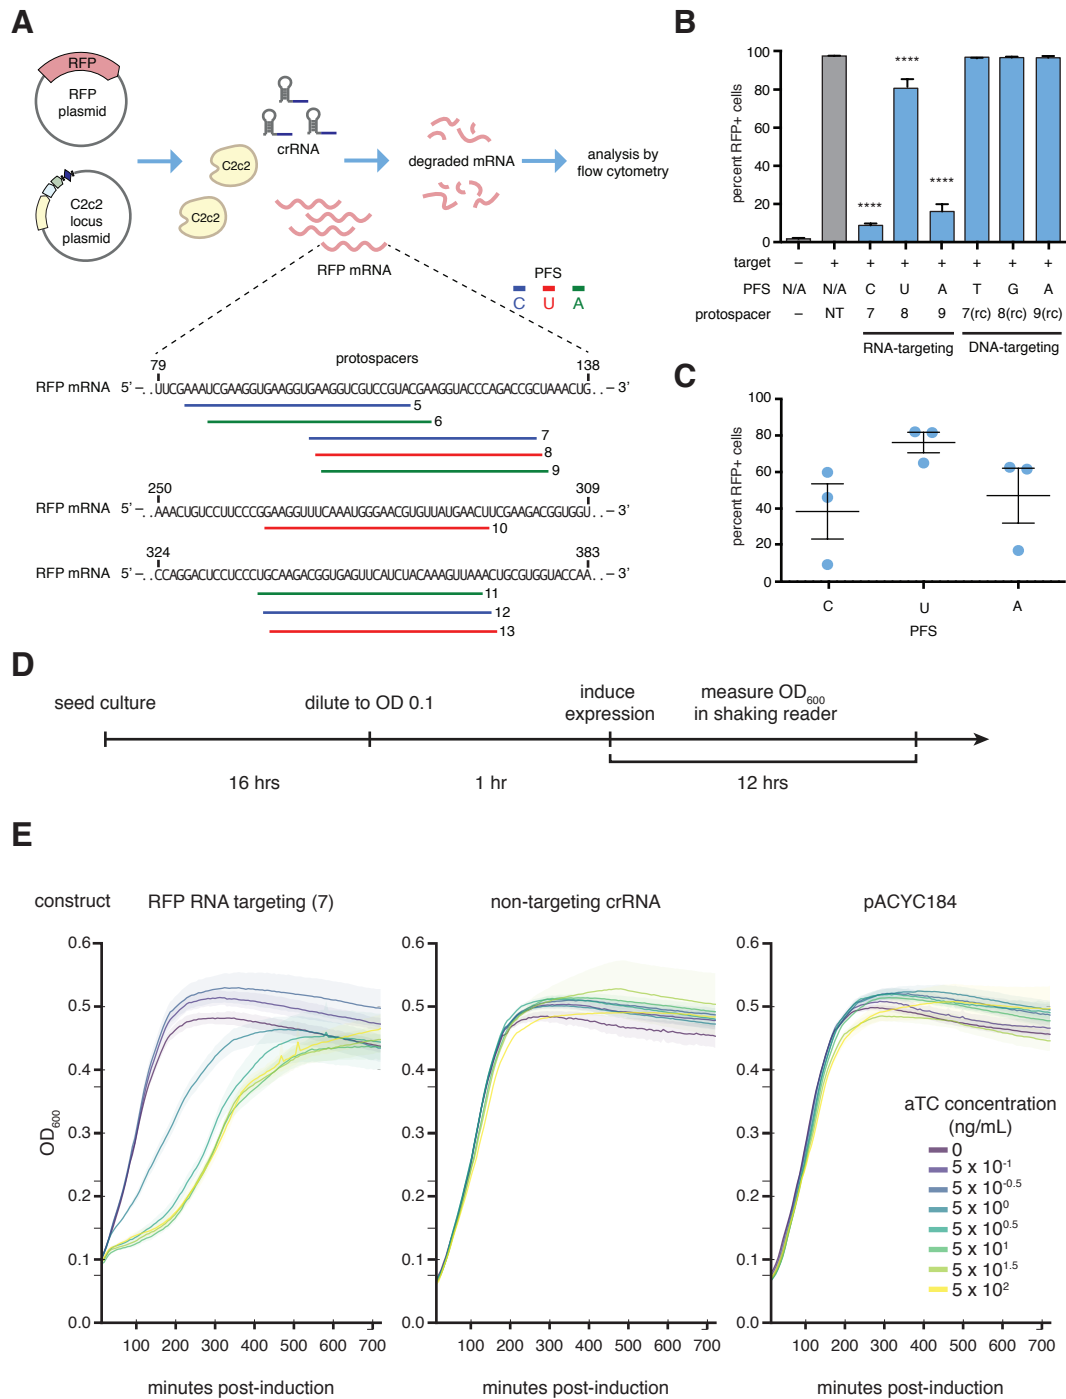 A
RFP
RFP
plasmid
C2c2
locus
plasmid
C2c2
C2c2
crRNA
RFP mRNA
degraded mRNA
analysis by
flow cytometry
PFS
C U A
protospacers
79 138
RFP mRNA 5' –..UUCGAAAUCGAAGGUGAAGGUGAAGGUCGUCCGUACGAAGGUACCCAGACCGCUAAACUG..– 3'
5
6
7
8
9
250 309
RFP mRNA 5' –..AAACUGUCCUUCCCGGAAGGUUUCAAAUGGGAACGUGUUAUGAACUUCGAAGACGGUGGU..– 3'
10
324 383
RFP mRNA 5' –..CCAGGACUCCUCCCUGCAAGACGGUGAGUUCAUCUACAAAGUUAAACUGCGUGGUACCAA..– 3'
11
12
13
B
percent RFP+ cells
100
80
60
40
20
0
**** **** ****
target – + + + + + + +
PFS N/A N/A C U A T G A
protospacer – NT 7 8 9 7(rc) 8(rc) 9(rc)
RNA-targeting DNA-targeting
C
percent RFP+ cells
100
80
60
40
20
0
C U A
PFS
D
seed culture
dilute to OD 0.1
induce
expression
measure OD600
in shaking reader
16 hrs 1 hr 12 hrs
E
construct RFP RNA targeting (7) non-targeting crRNA pACYC184
OD600
0.6
0.5
0.4
0.3
0.2
0.1
0.0
100 200 300 400 500 600 700
minutes post-induction
0.6
0.5
0.4
0.3
0.2
0.1
0.0
100 200 300 400 500 600 700
minutes post-induction
0.6
0.5
0.4
0.3
0.2
0.1
0.0
100 200 300 400 500 600 700
minutes post-induction
aTC concentration
(ng/mL)
0
5 x 10-1
5 x 10-0.5
5 x 100
5 x 100.5
5 x 101
5 x 101.5
5 x 102